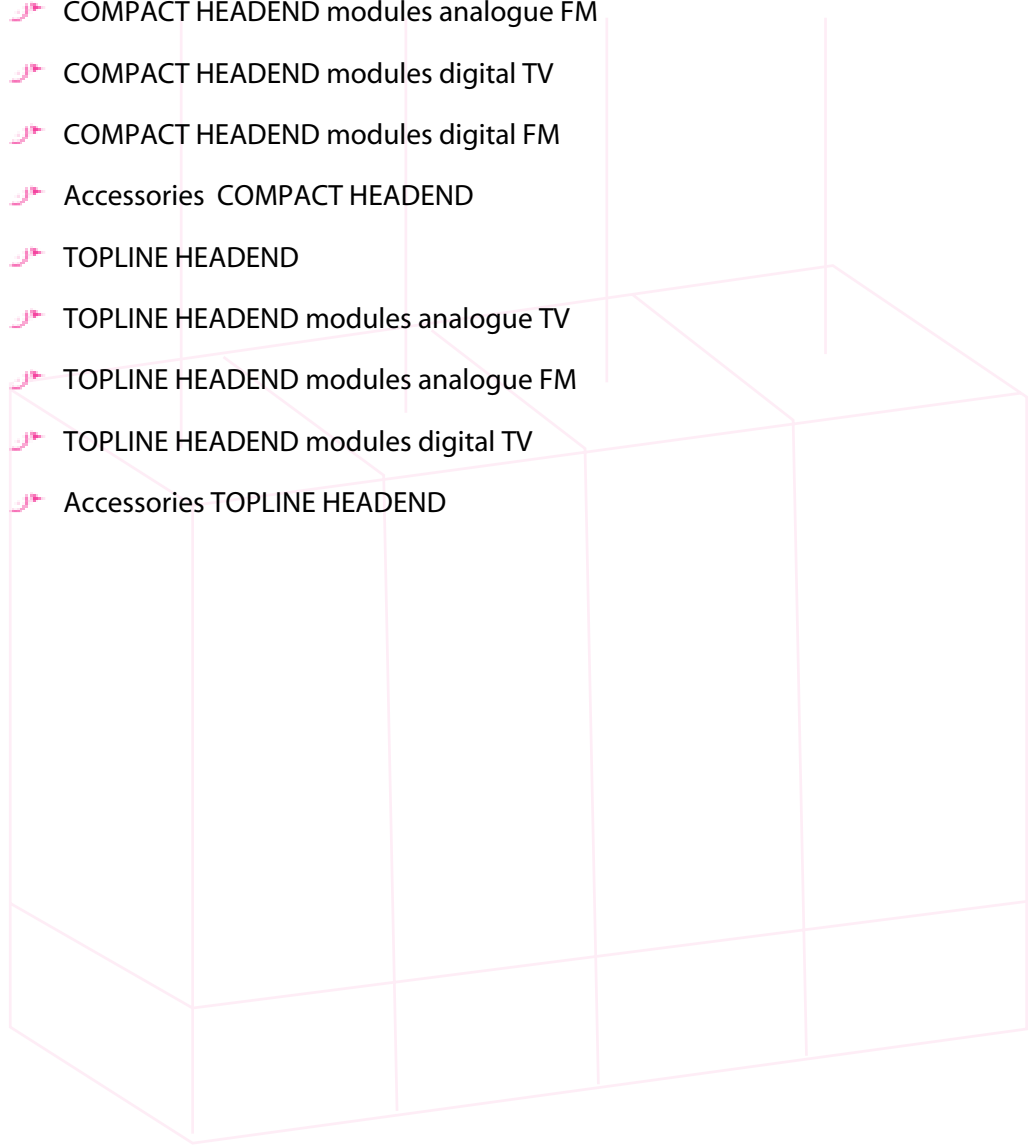 COMPACT HEADEND modules analogue FM
COMPACT HEADEND modules digital TV
COMPACT HEADEND modules digital FM
Accessories  COMPACT HEADEND
TOPLINE HEADEND
TOPLINE HEADEND modules analogue TV
TOPLINE HEADEND modules analogue FM
TOPLINE HEADEND modules digital TV
Accessories TOPLINE HEADEND